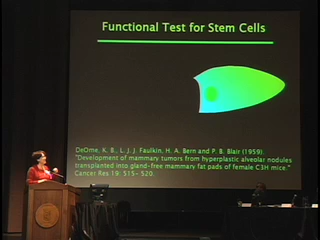 Functional Test for Stem Cells
DeOme, K. B., L. J. J. Faulkin, H. A. Bern and P. B. Blair (1959).
"Development of mammary tumors from hyperplastic alveolar nodules
transplanted into gland-free mammary fat pads of female C3H mice."
Cancer Res 19: 515- 520.